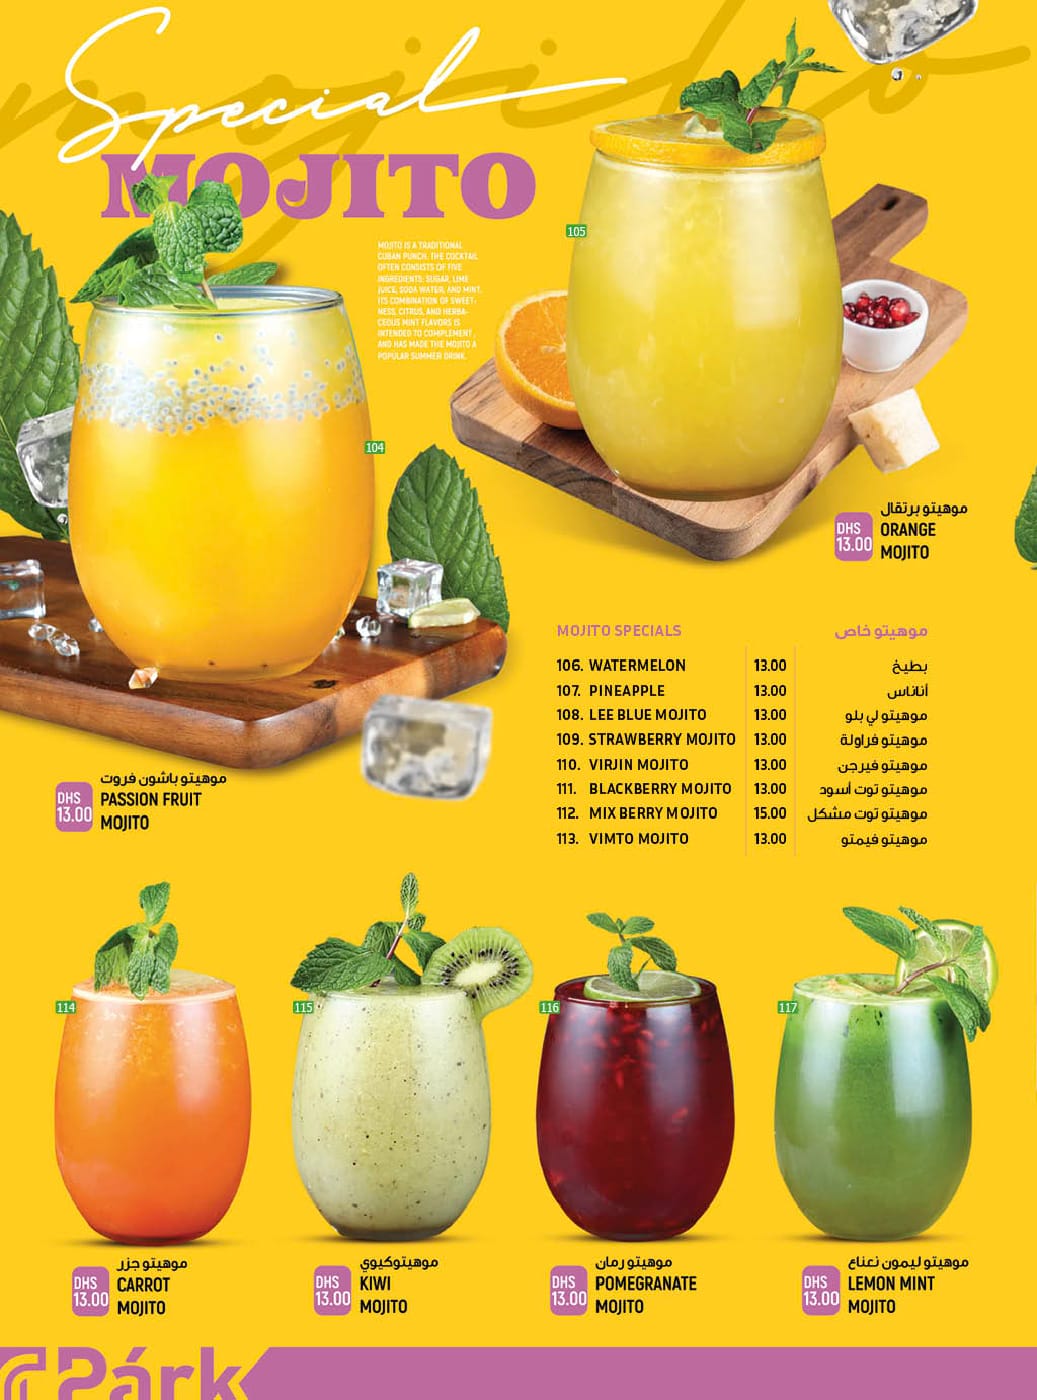 mojito
Special
MOJITO
MOJITO IS A TRADITIONAL
CUBAN PUNCH. THE COCKTAIL
OFTEN CONSISTS OF FIVE
INGREDIENTS: SUGAR, LIME
JUICE, SODA WATER, AND MINT.
ITS COMBINATION OF SWEET-
NESS, CITRUS, AND HERBA-
CEOUS MINT FLAVORS IS
INTENDED TO COMPLEMENT ,
AND HAS MADE THE MOJITO A
POPULAR SUMMER DRINK.
105
104
موهيتو برتقال
DHS
13.00
ORANGE
MOJITO
MOJITO SPECIALS موهيتو خاص
106. WATERMELON 13.00 بطيخ
107. PINEAPPLE 13.00 أناناس
108. LEE BLUE MOJITO 13.00 موهيتو لي بلو
109. STRAWBERRY MOJITO 13.00 موهيتو فراولة
110. VIRJIN MOJITO 13.00 موهيتو فيرجن
111. BLACKBERRY MOJITO 13.00 موهيتو توت أسود
112. MIX BERRY MOJITO 15.00 موهيتو توت مشكل
113. VIMTO MOJITO 13.00 موهيتو فيمتو
موهيتو باشون فروت
DHS
13.00
PASSION FRUIT
MOJITO
114
115
116
117
موهيتو جزر
DHS
13.00
CARROT
MOJITO
موهيتوكيوي
DHS
13.00
KIWI
MOJITO
موهيتو رمان
DHS
13.00
POMEGRANATE
MOJITO
موهيتو ليمون نعناع
DHS
13.00
LEMON MINT
MOJITO
Párk